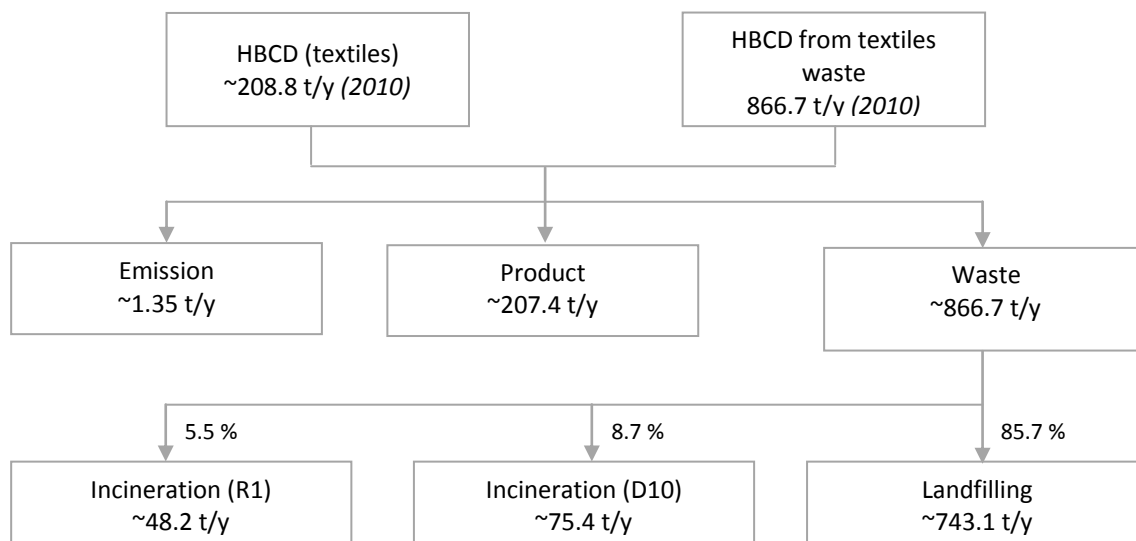 HBCD (textiles)
~208.8 t/y (2010)
HBCD from textiles
waste
866.7 t/y (2010)
Emission
~1.35 t/y
Product
~207.4 t/y
Waste
~866.7 t/y
5.5 %
8.7 %
85.7 %
Incineration (R1)
~48.2 t/y
Incineration (D10)
~75.4 t/y
Landfilling
~743.1 t/y